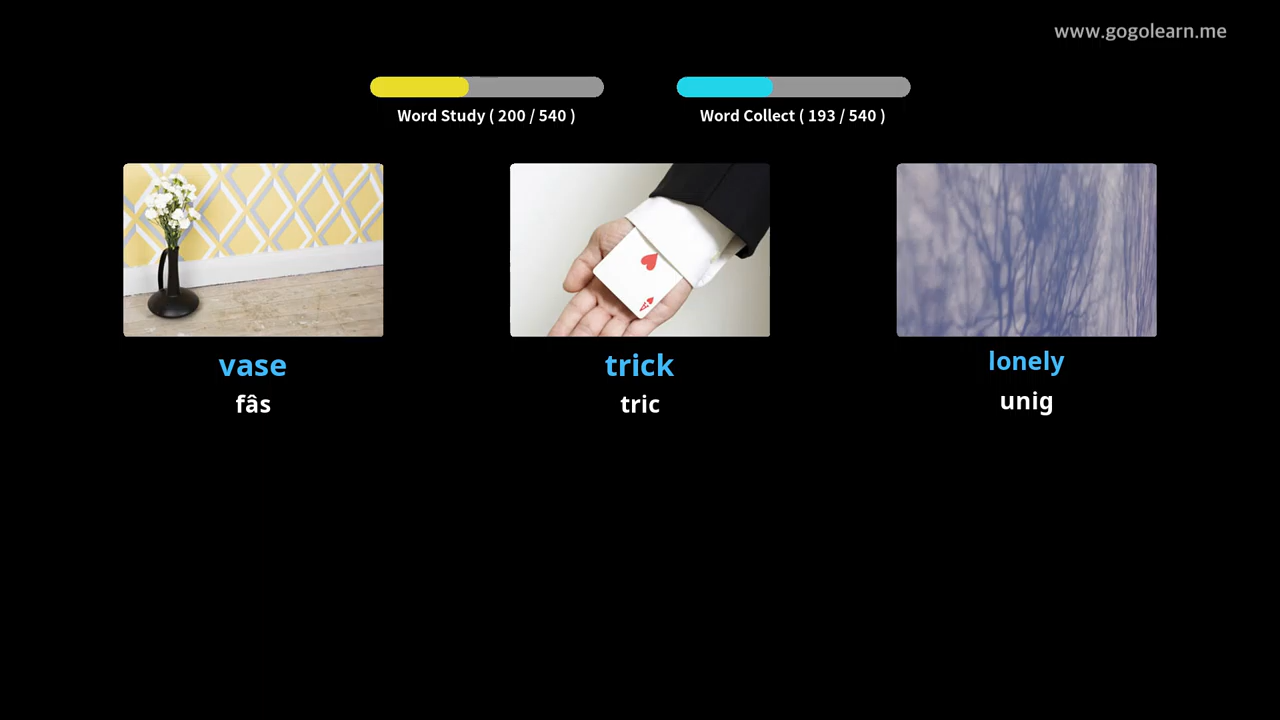 www.gogolearn.me
Word Study ( 200 / 540 )
Word Collect ( 193 / 540 )
vase
trick
lonely
fâs
tric
unig